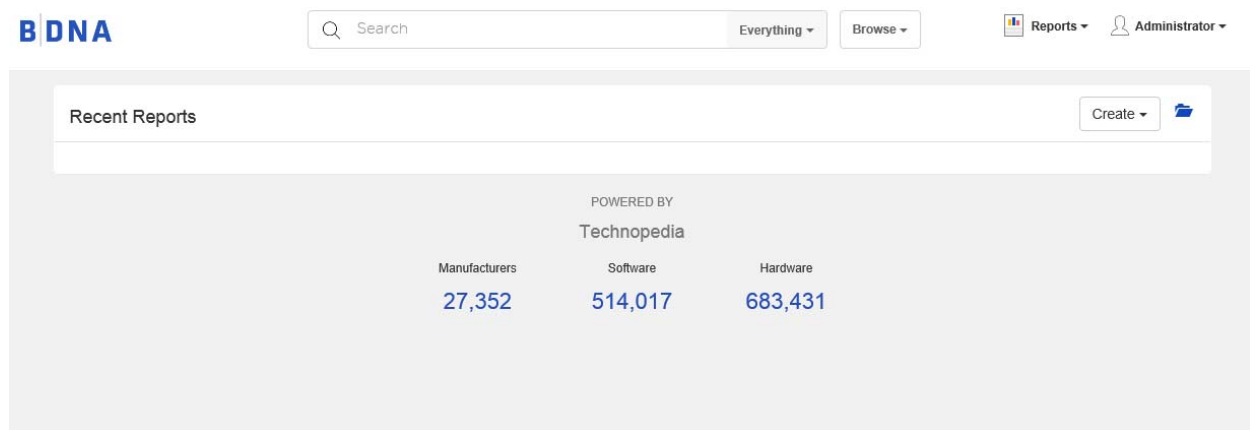 BDNA
Search
Everything
Browse
Reports
Administrator
Recent Reports
Create
POWERED BY
Technopedia
Manufacturers Software Hardware
27,352 514,017 683,431